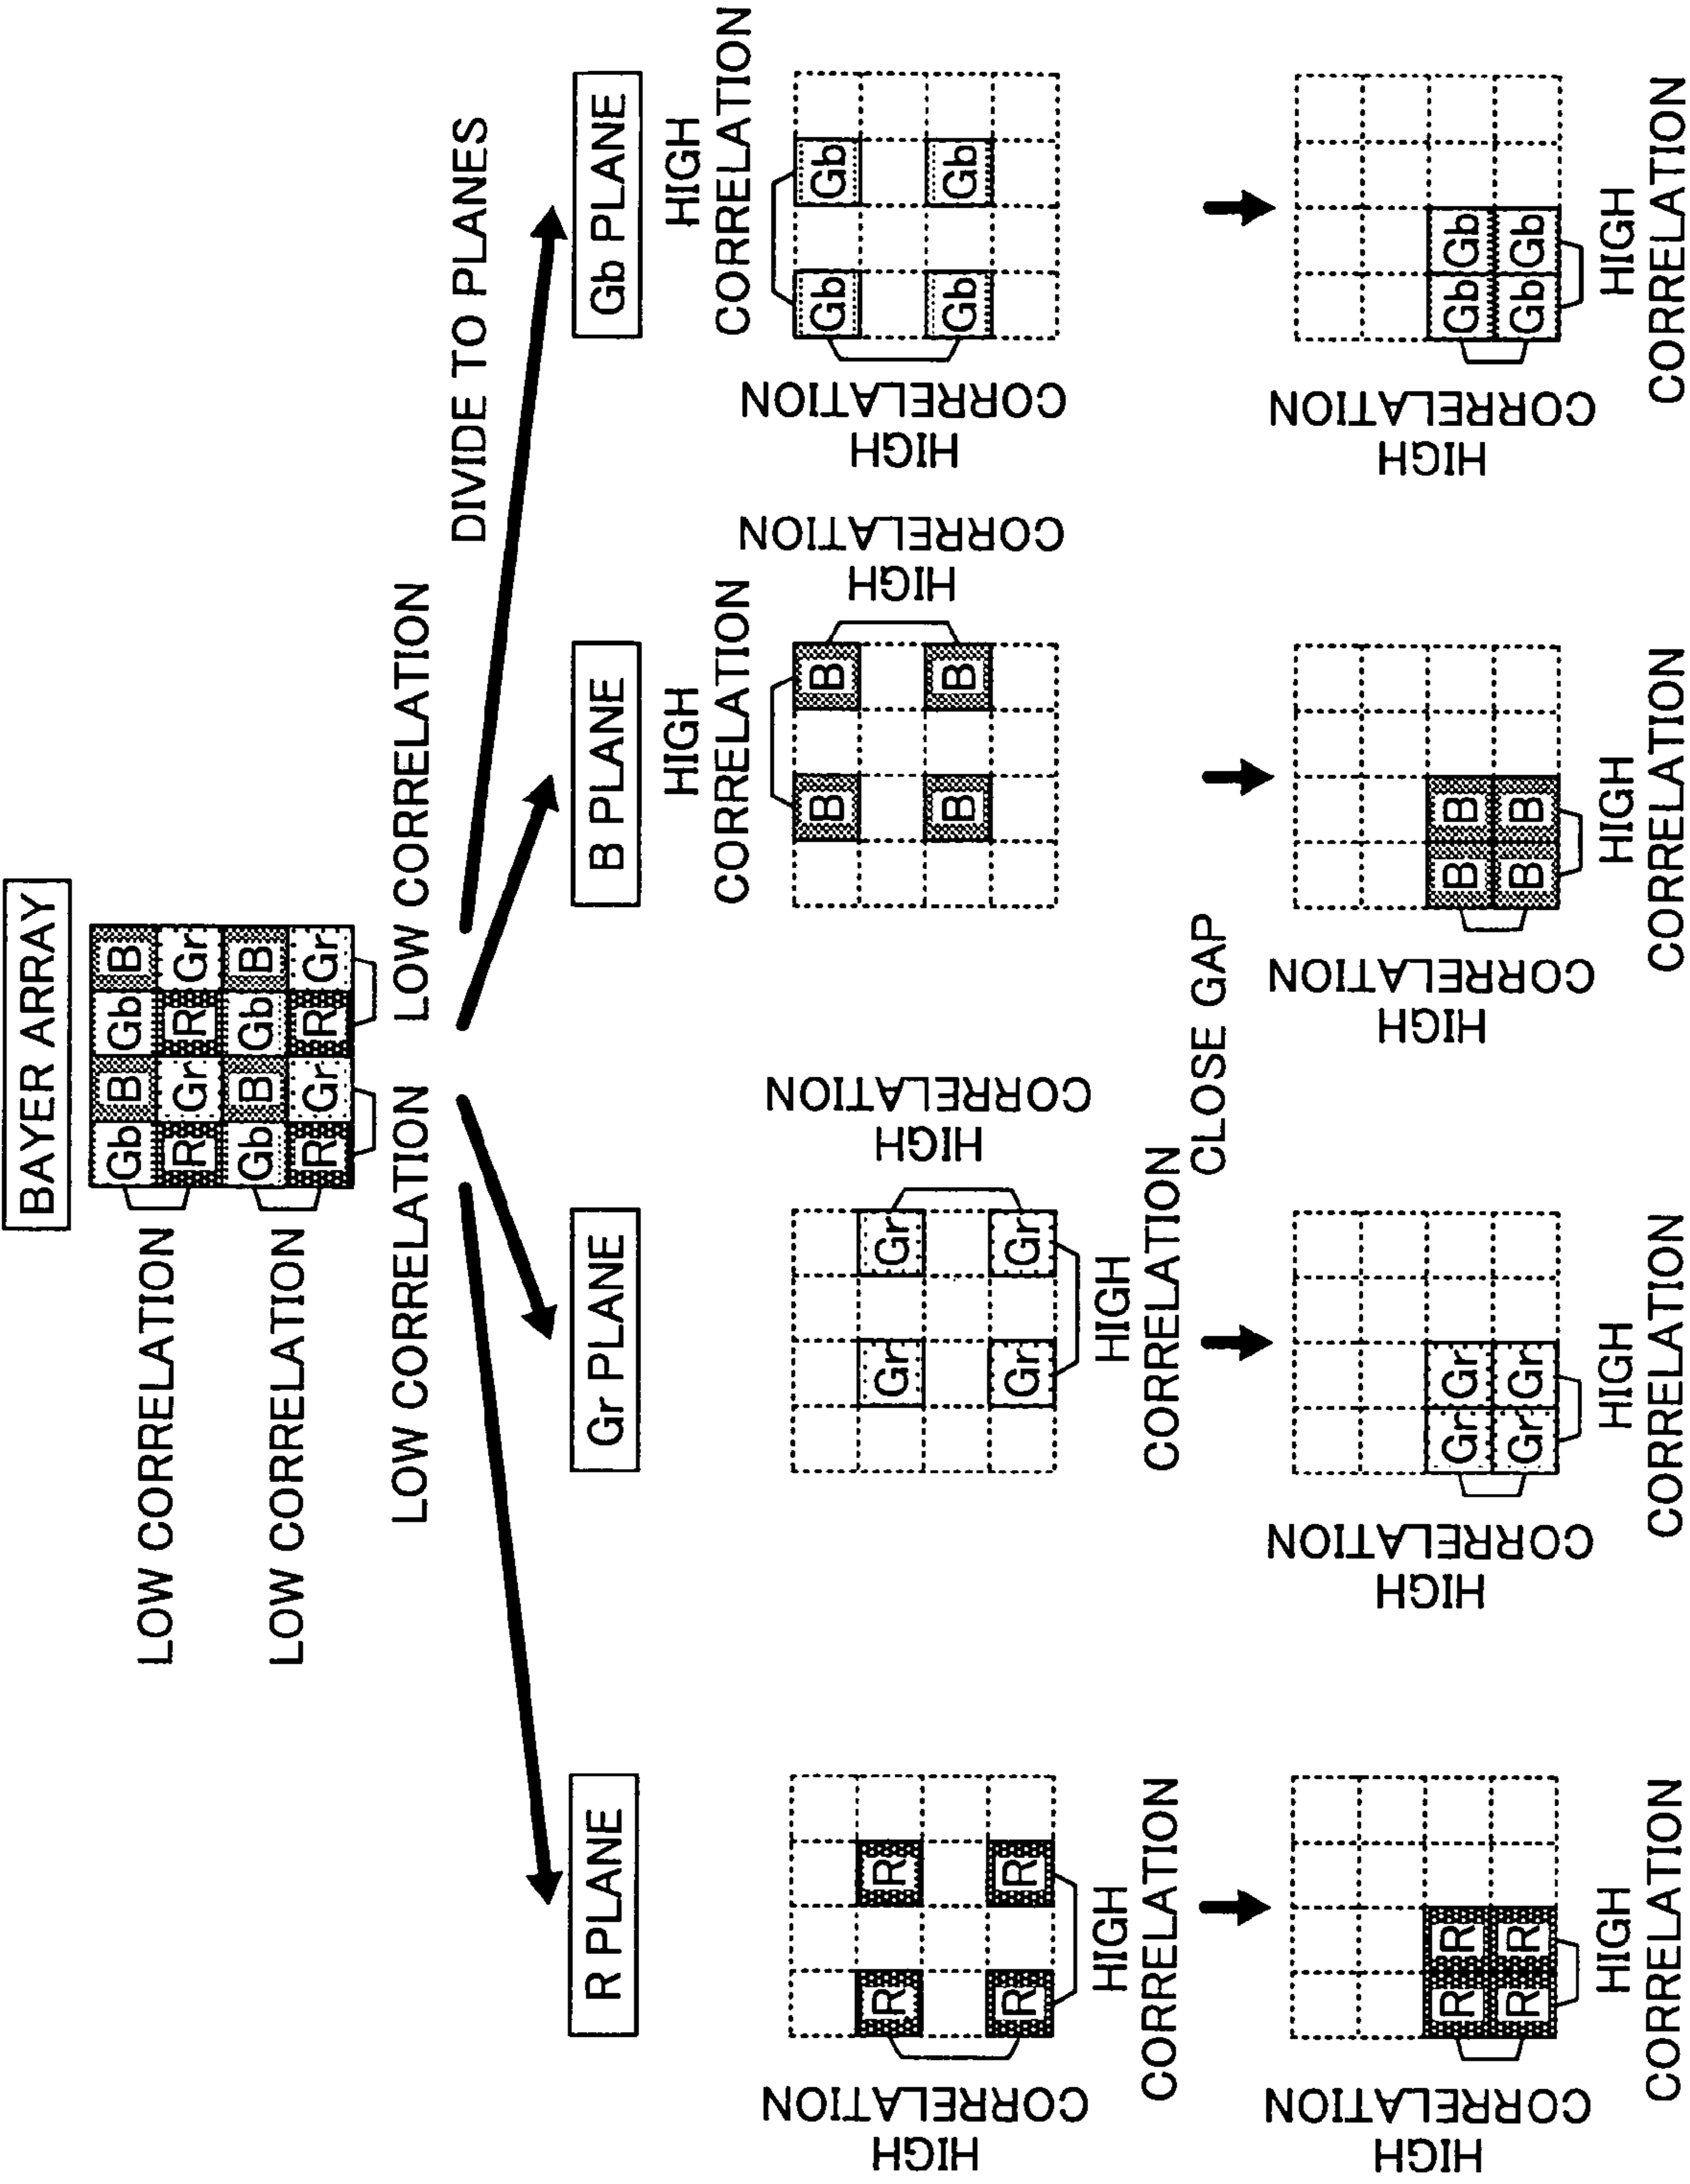 BAYER ARRAY
Gb B Gb B
LOW CORRELATION
R Gr R Gr
Gb B Gb B
LOW CORRELATION
R Gr R Gr
LOW CORRELATION LOW CORRELATION
DIVIDE TO PLANES
R PLANE
HIGH
CORRELATION
R R
R R
HIGH
CORRELATION
Gr PLANE
Gr Gr
Gr Gr
HIGH
CORRELATION
HIGH
CORRELATION
B PLANE
HIGH
CORRELATION
B B
B B
HIGH
CORRELATION
Gb PLANE
HIGH
CORRELATION
Gb Gb
Gb Gb
HIGH
CORRELATION
CLOSE GAP
HIGH
CORRELATION
R R
R R
HIGH
CORRELATION
HIGH
CORRELATION
Gr Gr
Gr Gr
HIGH
CORRELATION
HIGH
CORRELATION
B B
B B
HIGH
CORRELATION
HIGH
CORRELATION
Gb Gb
Gb Gb
HIGH
CORRELATION